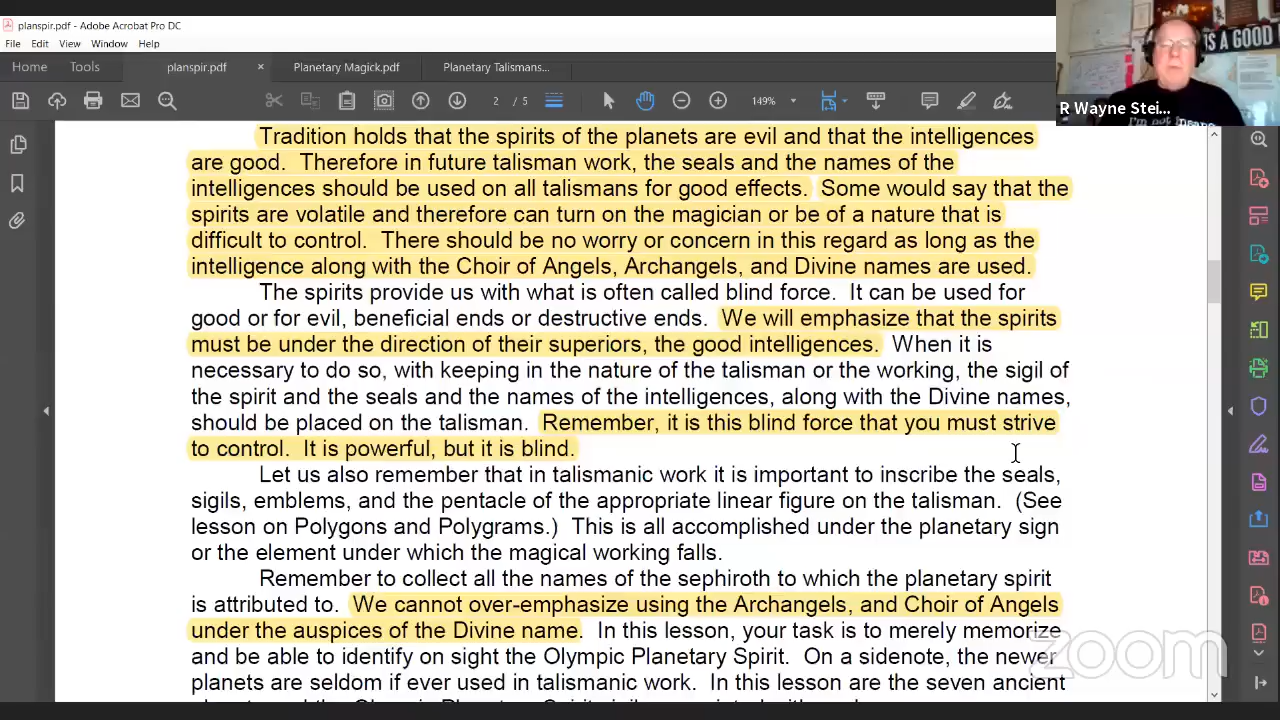 planspir.pdf - Adobe Acrobat Pro DC
File Edit View Window Help
Home Tools planspir.pdf × Planetary Magick.pdf Planetary Talismans...
2 / 5 149%
IS A GOOD
R Wayne Stei...
Tradition holds that the spirits of the planets are evil and that the intelligences
are good. Therefore in future talisman work, the seals and the names of the
intelligences should be used on all talismans for good effects. Some would say that the
spirits are volatile and therefore can turn on the magician or be of a nature that is
difficult to control. There should be no worry or concern in this regard as long as the
intelligence along with the Choir of Angels, Archangels, and Divine names are used.
The spirits provide us with what is often called blind force. It can be used for
good or for evil, beneficial ends or destructive ends. We will emphasize that the spirits
must be under the direction of their superiors, the good intelligences. When it is
necessary to do so, with keeping in the nature of the talisman or the working, the sigil of
the spirit and the seals and the names of the intelligences, along with the Divine names,
should be placed on the talisman. Remember, it is this blind force that you must strive
to control. It is powerful, but it is blind.
Let us also remember that in talismanic work it is important to inscribe the seals,
sigils, emblems, and the pentacle of the appropriate linear figure on the talisman. (See
lesson on Polygons and Polygrams.) This is all accomplished under the planetary sign
or the element under which the magical working falls.
Remember to collect all the names of the sephiroth to which the planetary spirit
is attributed to. We cannot over-emphasize using the Archangels, and Choir of Angels
under the auspices of the Divine name. In this lesson, your task is to merely memorize
and be able to identify on sight the Olympic Planetary Spirit. On a sidenote, the newer
planets are seldom if ever used in talismanic work. In this lesson are the seven ancient
zoom